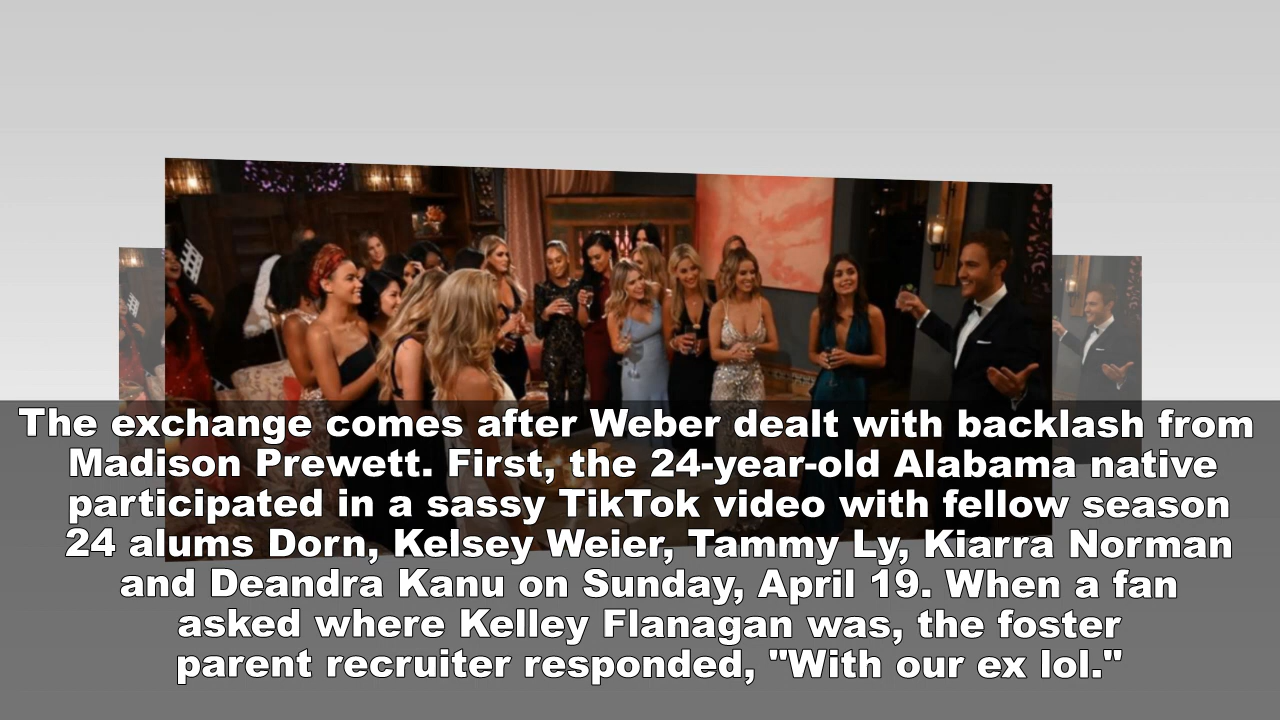 The exchange comes after Weber dealt with backlash from
Madison Prewett. First, the 24-year-old Alabama native
participated in a sassy TikTok video with fellow season
24 alums Dorn, Kelsey Weier, Tammy Ly, Kiarra Norman
and Deandra Kanu on Sunday, April 19. When a fan
asked where Kelley Flanagan was, the foster
parent recruiter responded, "With our ex lol."